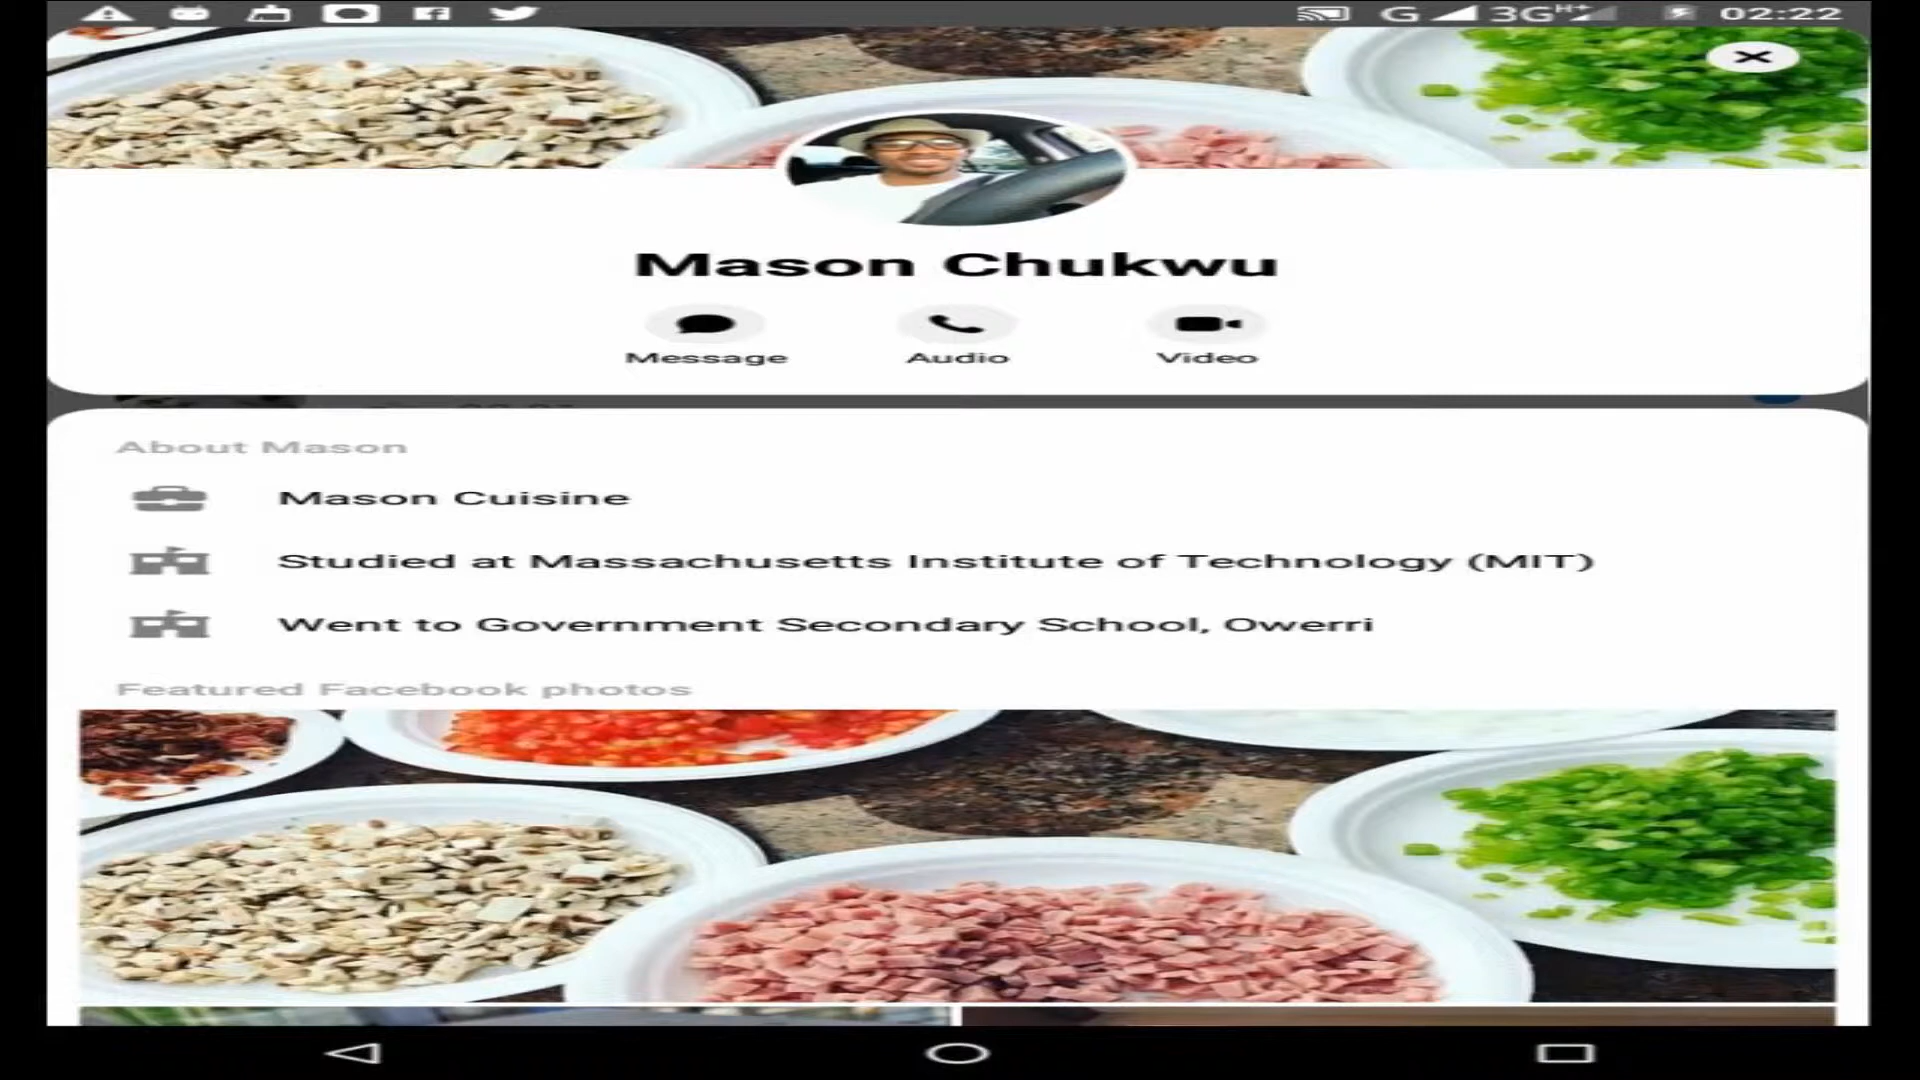 G 3G H+ 02:22
Mason Chukwu
Message Audio Video
About Mason
Mason Cuisine
Studied at Massachusetts Institute of Technology (MIT)
Went to Government Secondary School, Owerri
Featured Facebook photos